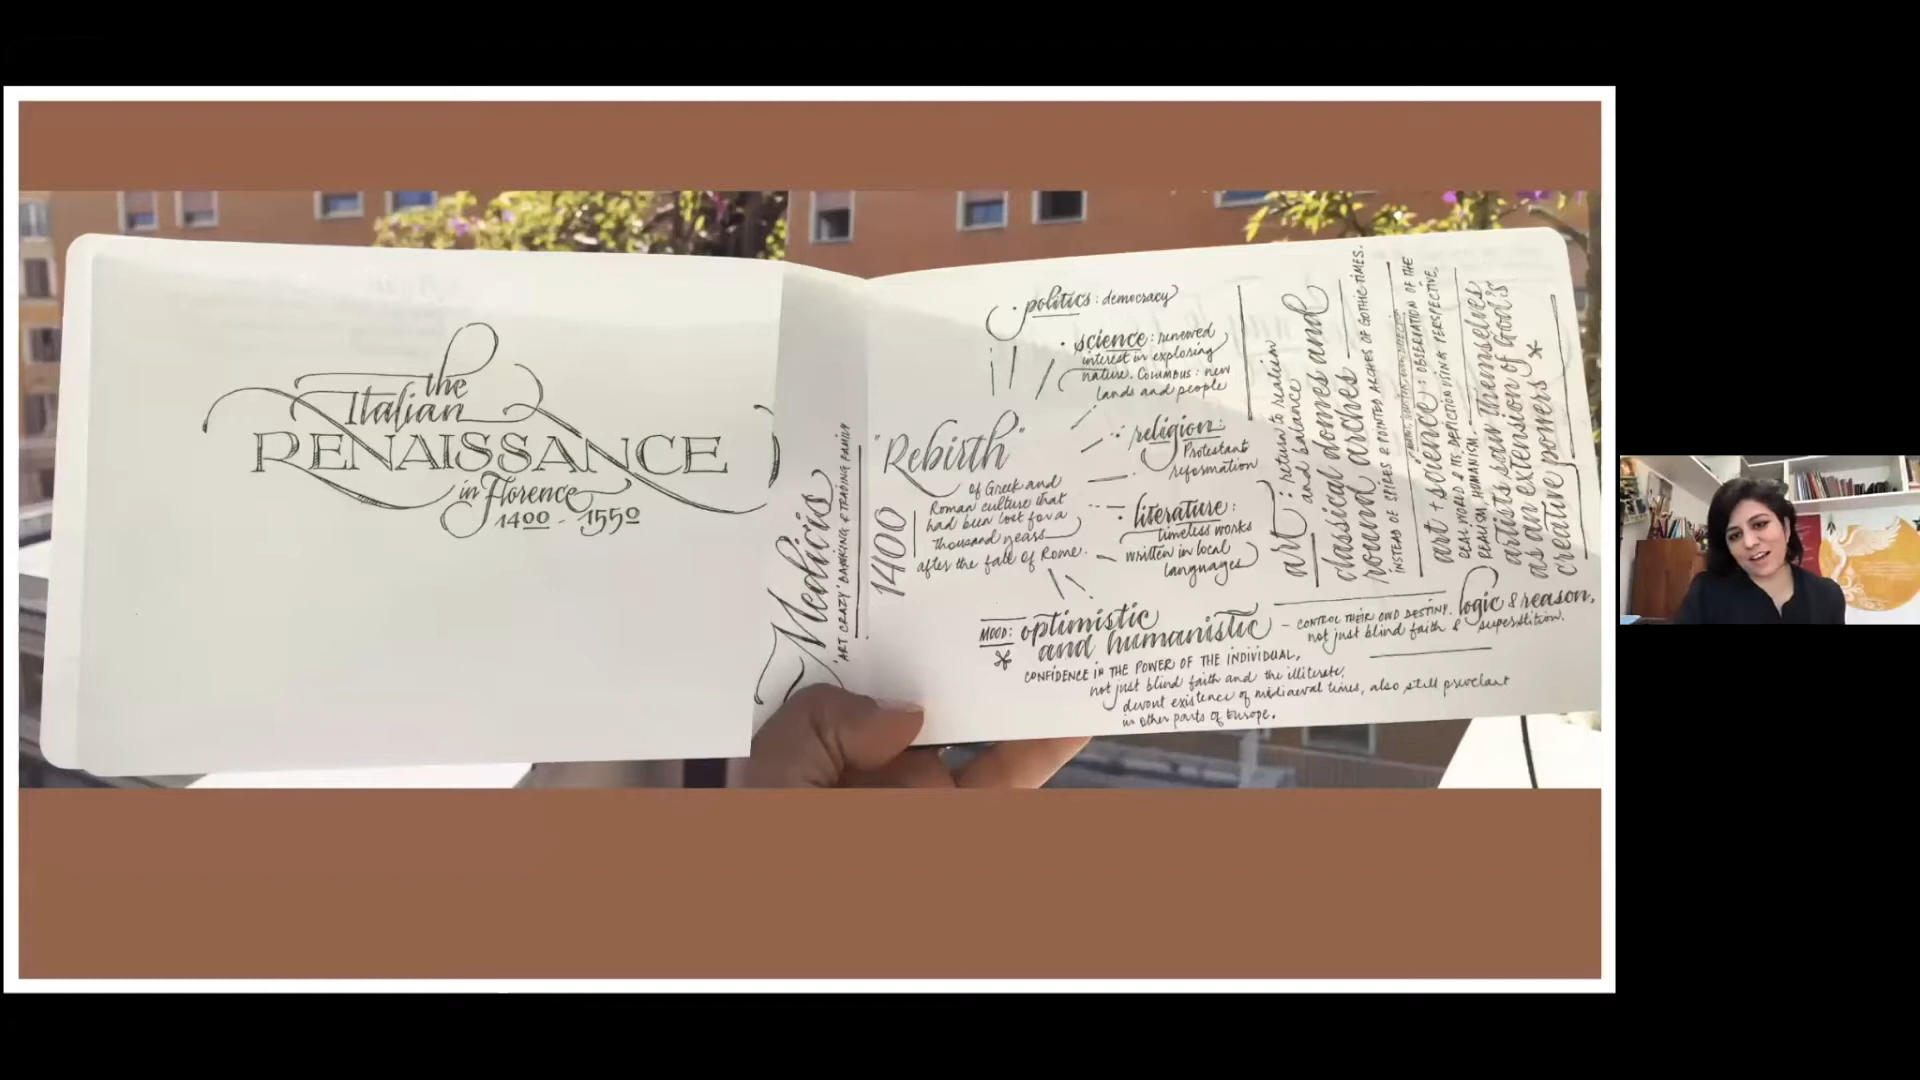 the
Italian
RENAISSANCE
in Florence
1400 - 1550
Medicis
'ART CRAZY' BANKING & TRADING FAMILY
1400
"Rebirth"
of Greek and
Roman culture that
had been lost for a
thousand years
after the fall of Rome.
politics: democracy
science: renewed
interest in exploring
nature. COLUMBUS: new
lands and people
religion:
Protestant
reformation
literature:
timeless works
written in local
languages
art: return to realism
and balance
classical domes and
round arches
INSTEAD OF SPIRES & POINTED ARCHES OF GOTHIC TIMES.
art + science: OBSERVATION OF THE
REAL WORLD & ITS DEPICTION USING PERSPECTIVE,
REALISM, HUMANISM.
artists saw themselves
as an extension of God's
creative powers
MOOD: optimistic
and humanistic
- CONTROL THEIR OWN DESTINY. logic & reason,
not just blind faith & superstition.
CONFIDENCE IN THE POWER OF THE INDIVIDUAL,
not just blind faith and the illiterate,
devout existence of mediaeval times, also still prevelant
in other parts of Europe.